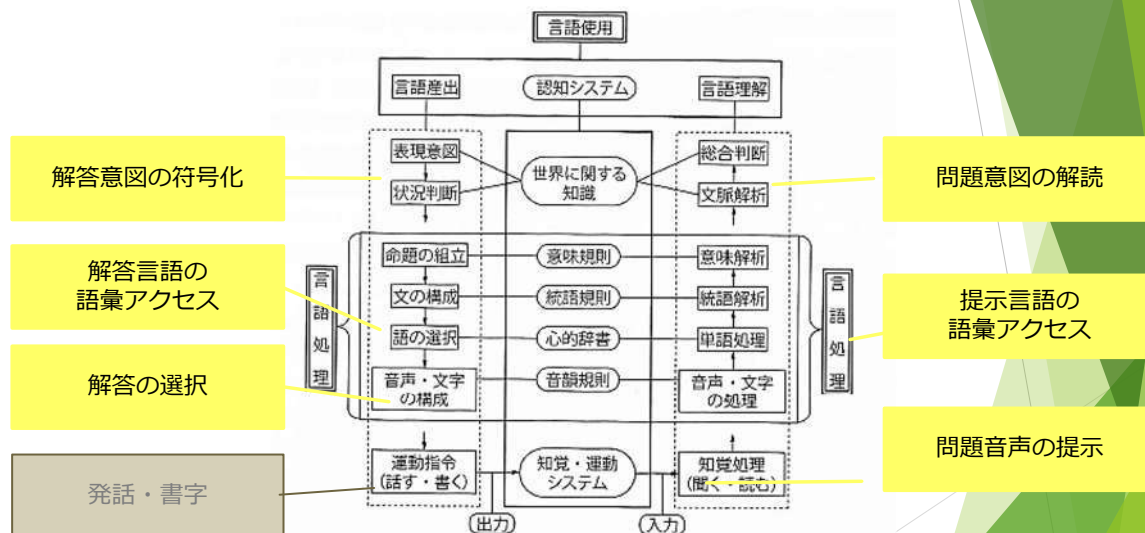 言語使用
言語産出
認知システム
言語理解
表現意図
状況判断
世界に関する
知識
総合判断
文脈解析
解答意図の符号化
問題意図の解読
言語処理
命題の組立
意味規則
意味解析
文の構成
統語規則
統語解析
語の選択
心的辞書
単語処理
音声・文字
の構成
音韻規則
音声・文字
の処理
言語処理
解答言語の
語彙アクセス
提示言語の
語彙アクセス
解答の選択
運動指令
(話す・書く)
知覚・運動
システム
知覚処理
(聞く・読む)
問題音声の提示
発話・書字
(出力)
(入力)